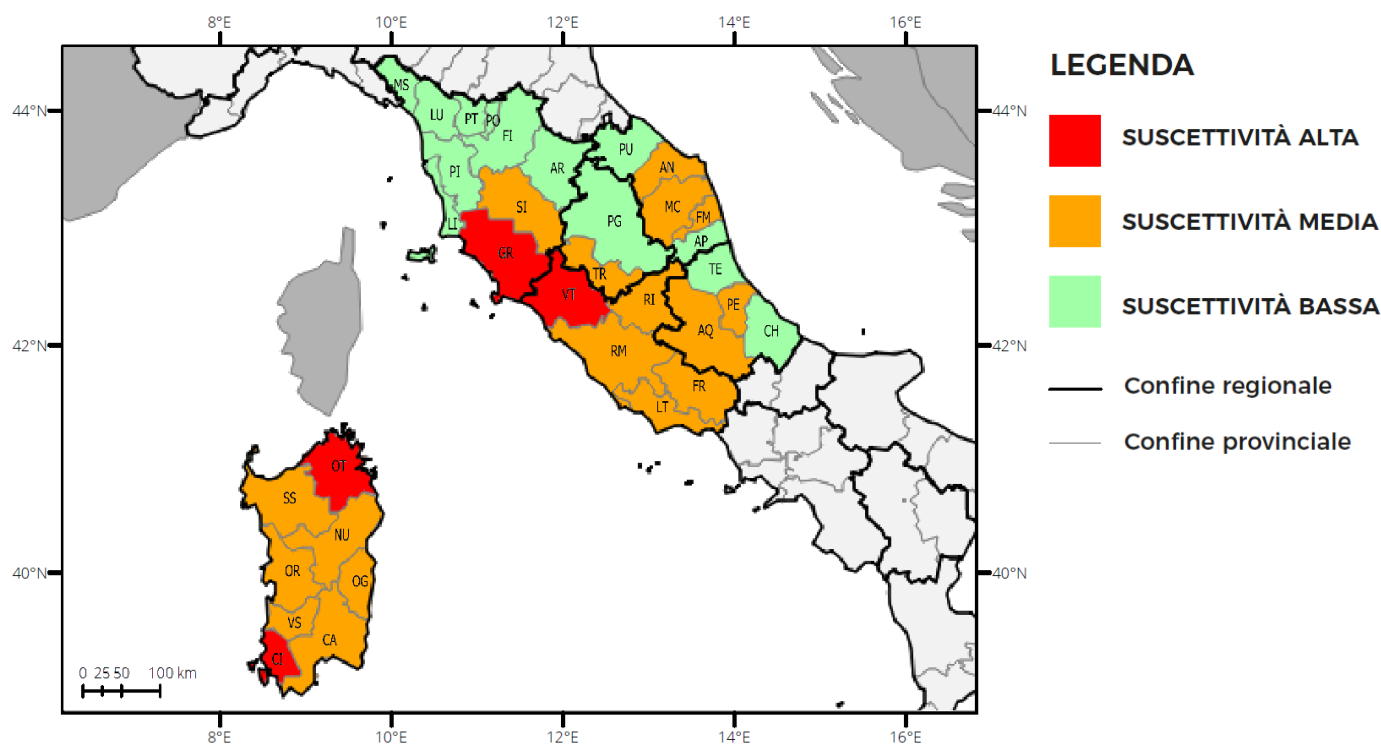 8°E 10°E 12°E 14°E 16°E
LEGENDA
44°N 44°N
SUSCETTIVITÀ ALTA
SUSCETTIVITÀ MEDIA
SUSCETTIVITÀ BASSA
Confine regionale
Confine provinciale
MS
LU PT PO
FI
PU
AR
AN
PI
SI
MC
FM
PG
LI
AP
GR
TE
TR
VT
RI
PE
AQ
CH
42°N 42°N
RM
FR
LT
OT
SS
NU
40°N 40°N
OR
OG
VS
CA
CI
0 25 50 100 km
8°E 10°E 12°E 14°E 16°E